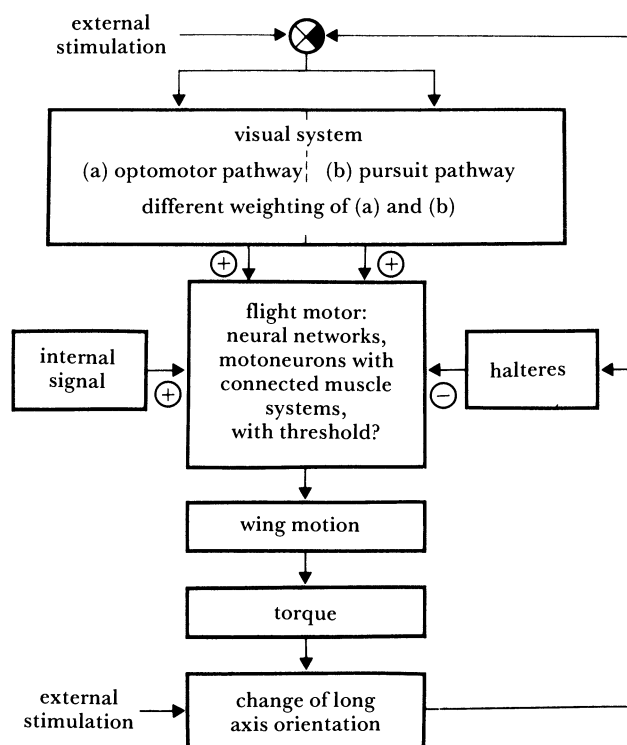 external
stimulation
visual system
(a) optomotor pathway (b) pursuit pathway
different weighting of (a) and (b)
+ +
flight motor:
neural networks,
motoneurons with
connected muscle
systems,
with threshold?
internal
signal
+
halteres
−
wing motion
torque
external
stimulation
change of long
axis orientation